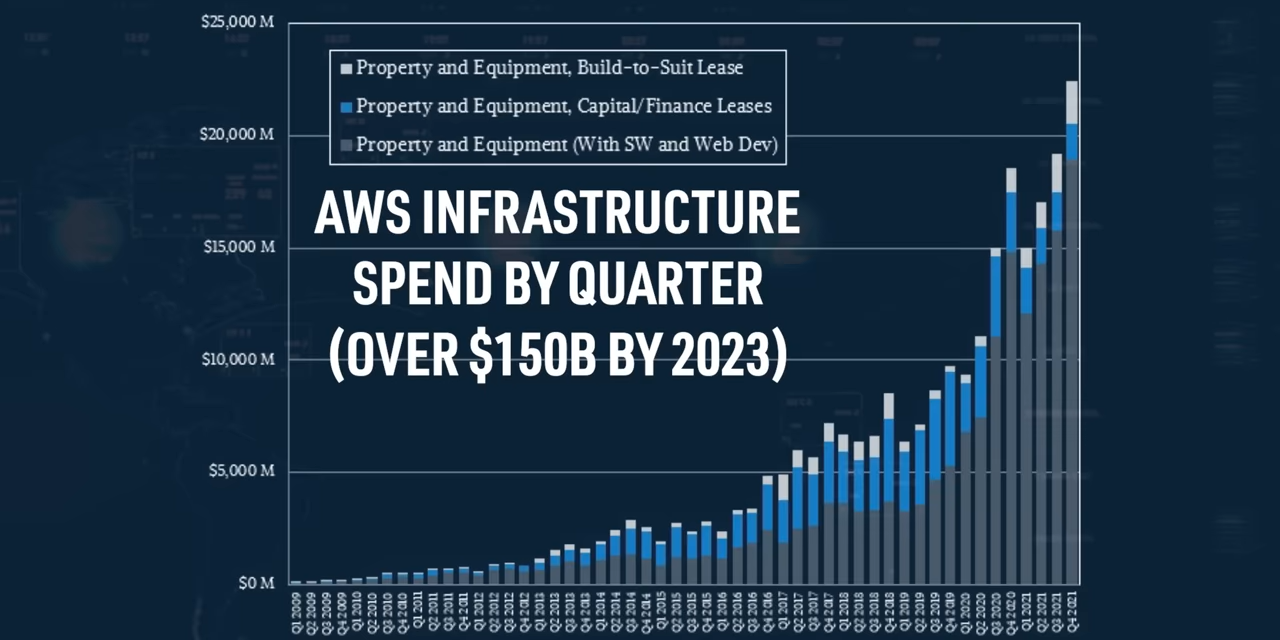 $25,000 M
Property and Equipment, Build-to-Suit Lease
Property and Equipment, Capital/Finance Leases
$20,000 M
Property and Equipment (With SW and Web Dev)
AWS INFRASTRUCTURE
$15,000 M
SPEND BY QUARTER
(OVER $150B BY 2023)
$10,000 M
$5,000 M
$0 M
Q1 2009
Q2 2009
Q3 2009
Q4 2009
Q1 2010
Q2 2010
Q3 2010
Q4 2010
Q1 2011
Q2 2011
Q3 2011
Q4 2011
Q1 2012
Q2 2012
Q3 2012
Q4 2012
Q1 2013
Q2 2013
Q3 2013
Q4 2013
Q1 2014
Q2 2014
Q3 2014
Q4 2014
Q1 2015
Q2 2015
Q3 2015
Q4 2015
Q1 2016
Q2 2016
Q3 2016
Q4 2016
Q1 2017
Q2 2017
Q3 2017
Q4 2017
Q1 2018
Q2 2018
Q3 2018
Q4 2018
Q1 2019
Q2 2019
Q3 2019
Q4 2019
Q1 2020
Q2 2020
Q3 2020
Q4 2020
Q1 2021
Q2 2021
Q3 2021
Q4 2021